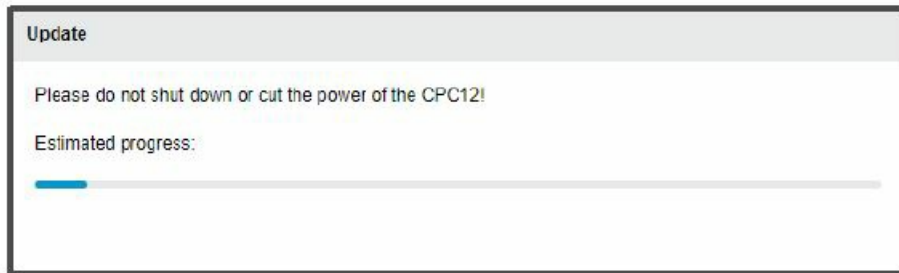 Update
Please do not shut down or cut the power of the CPC12!
Estimated progress: